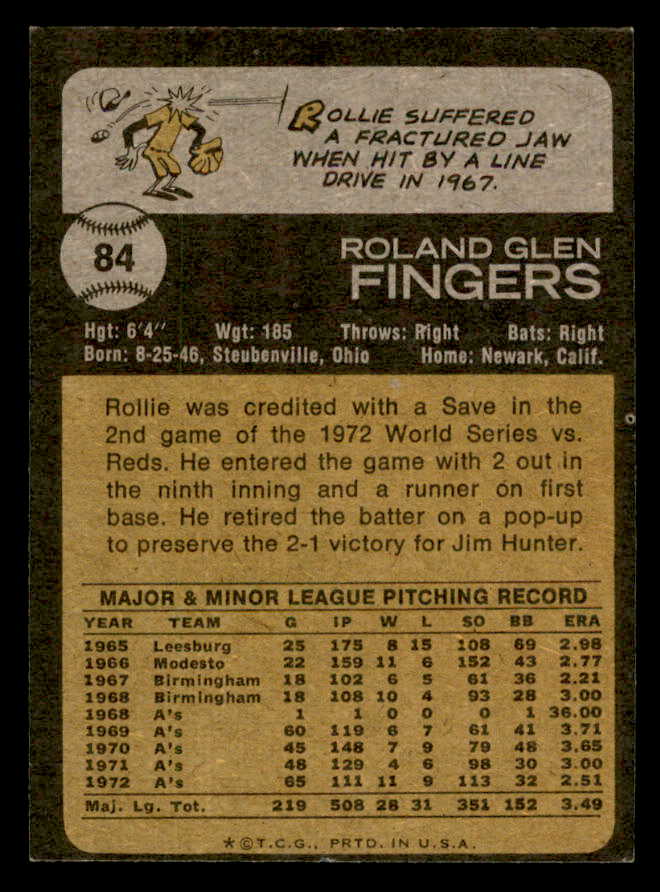 ROLLIE SUFFERED
A FRACTURED JAW
WHEN HIT BY A LINE
DRIVE IN 1967.
84
ROLAND GLEN
FINGERS
Hgt: 6'4" Wgt: 185 Throws: Right Bats: Right
Born: 8-25-46, Steubenville, Ohio Home: Newark, Calif.
Rollie was credited with a Save in the
2nd game of the 1972 World Series vs.
Reds. He entered the game with 2 out in
the ninth inning and a runner on first
base. He retired the batter on a pop-up
to preserve the 2-1 victory for Jim Hunter.
MAJOR & MINOR LEAGUE PITCHING RECORD
YEAR TEAM G IP W L SO BB ERA
1965 Leesburg 25 175 8 15 108 69 2.98
1966 Modesto 22 159 11 6 152 43 2.77
1967 Birmingham 18 102 6 5 61 36 2.21
1968 Birmingham 18 108 10 4 93 28 3.00
1968 A's 1 1 0 0 0 1 36.00
1969 A's 60 119 6 7 61 41 3.71
1970 A's 45 148 7 9 79 48 3.65
1971 A's 48 129 4 6 98 30 3.00
1972 A's 65 111 11 9 113 32 2.51
Maj. Lg. Tot. 219 508 28 31 351 152 3.49
*©T.C.G., PRTD. IN U.S.A.